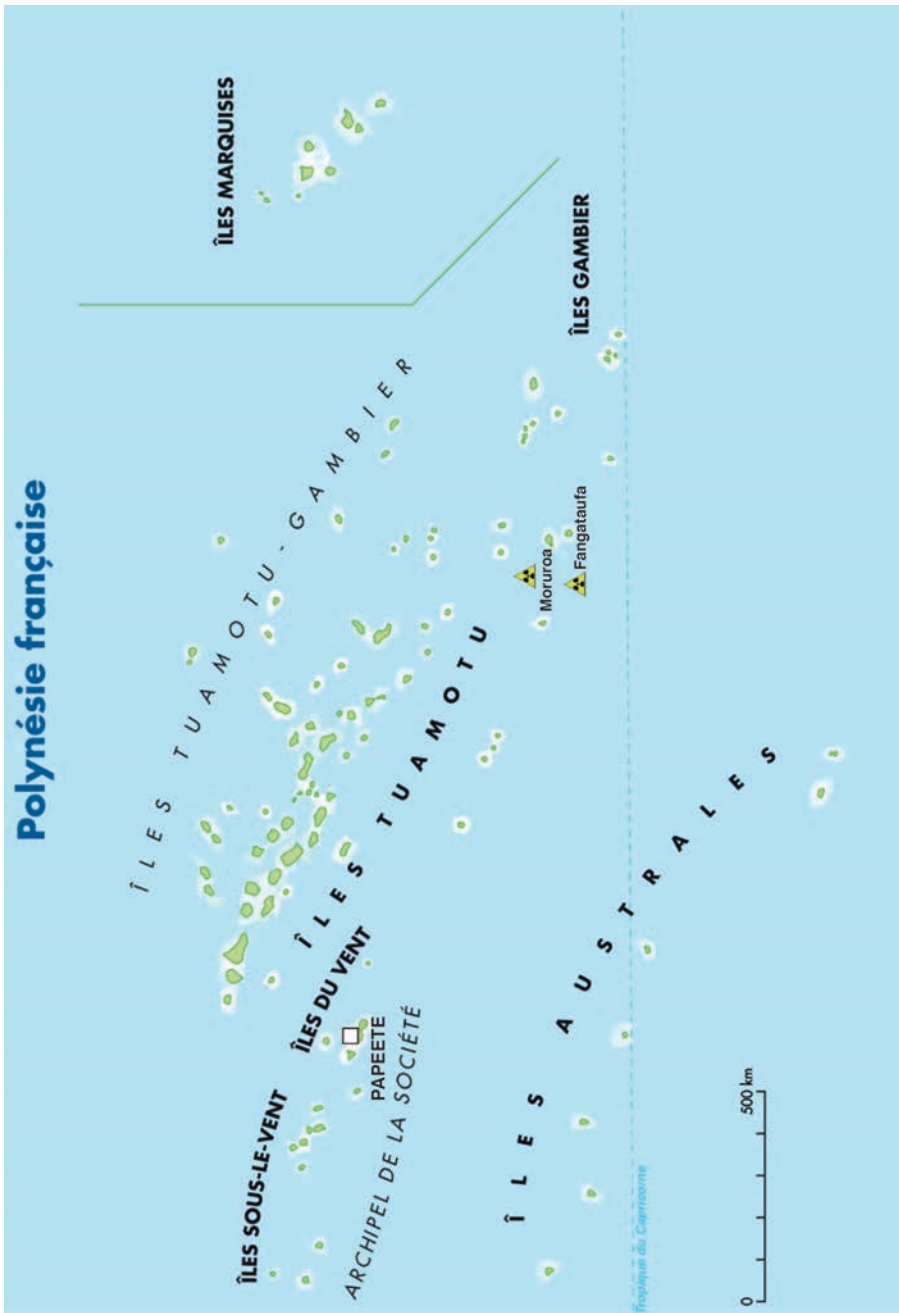 Polynésie française
ÎLES MARQUISES
ÎLES TUAMOTU-GAMBIER
ÎLES GAMBIER
ÎLES TUAMOTU
Moruroa
Fangataufa
ÎLES SOUS-LE-VENT
ÎLES DU VENT
PAPEETE
ARCHIPEL DE LA SOCIÉTÉ
ÎLES AUSTRALES
Tropique du Capricorne
0 500 km